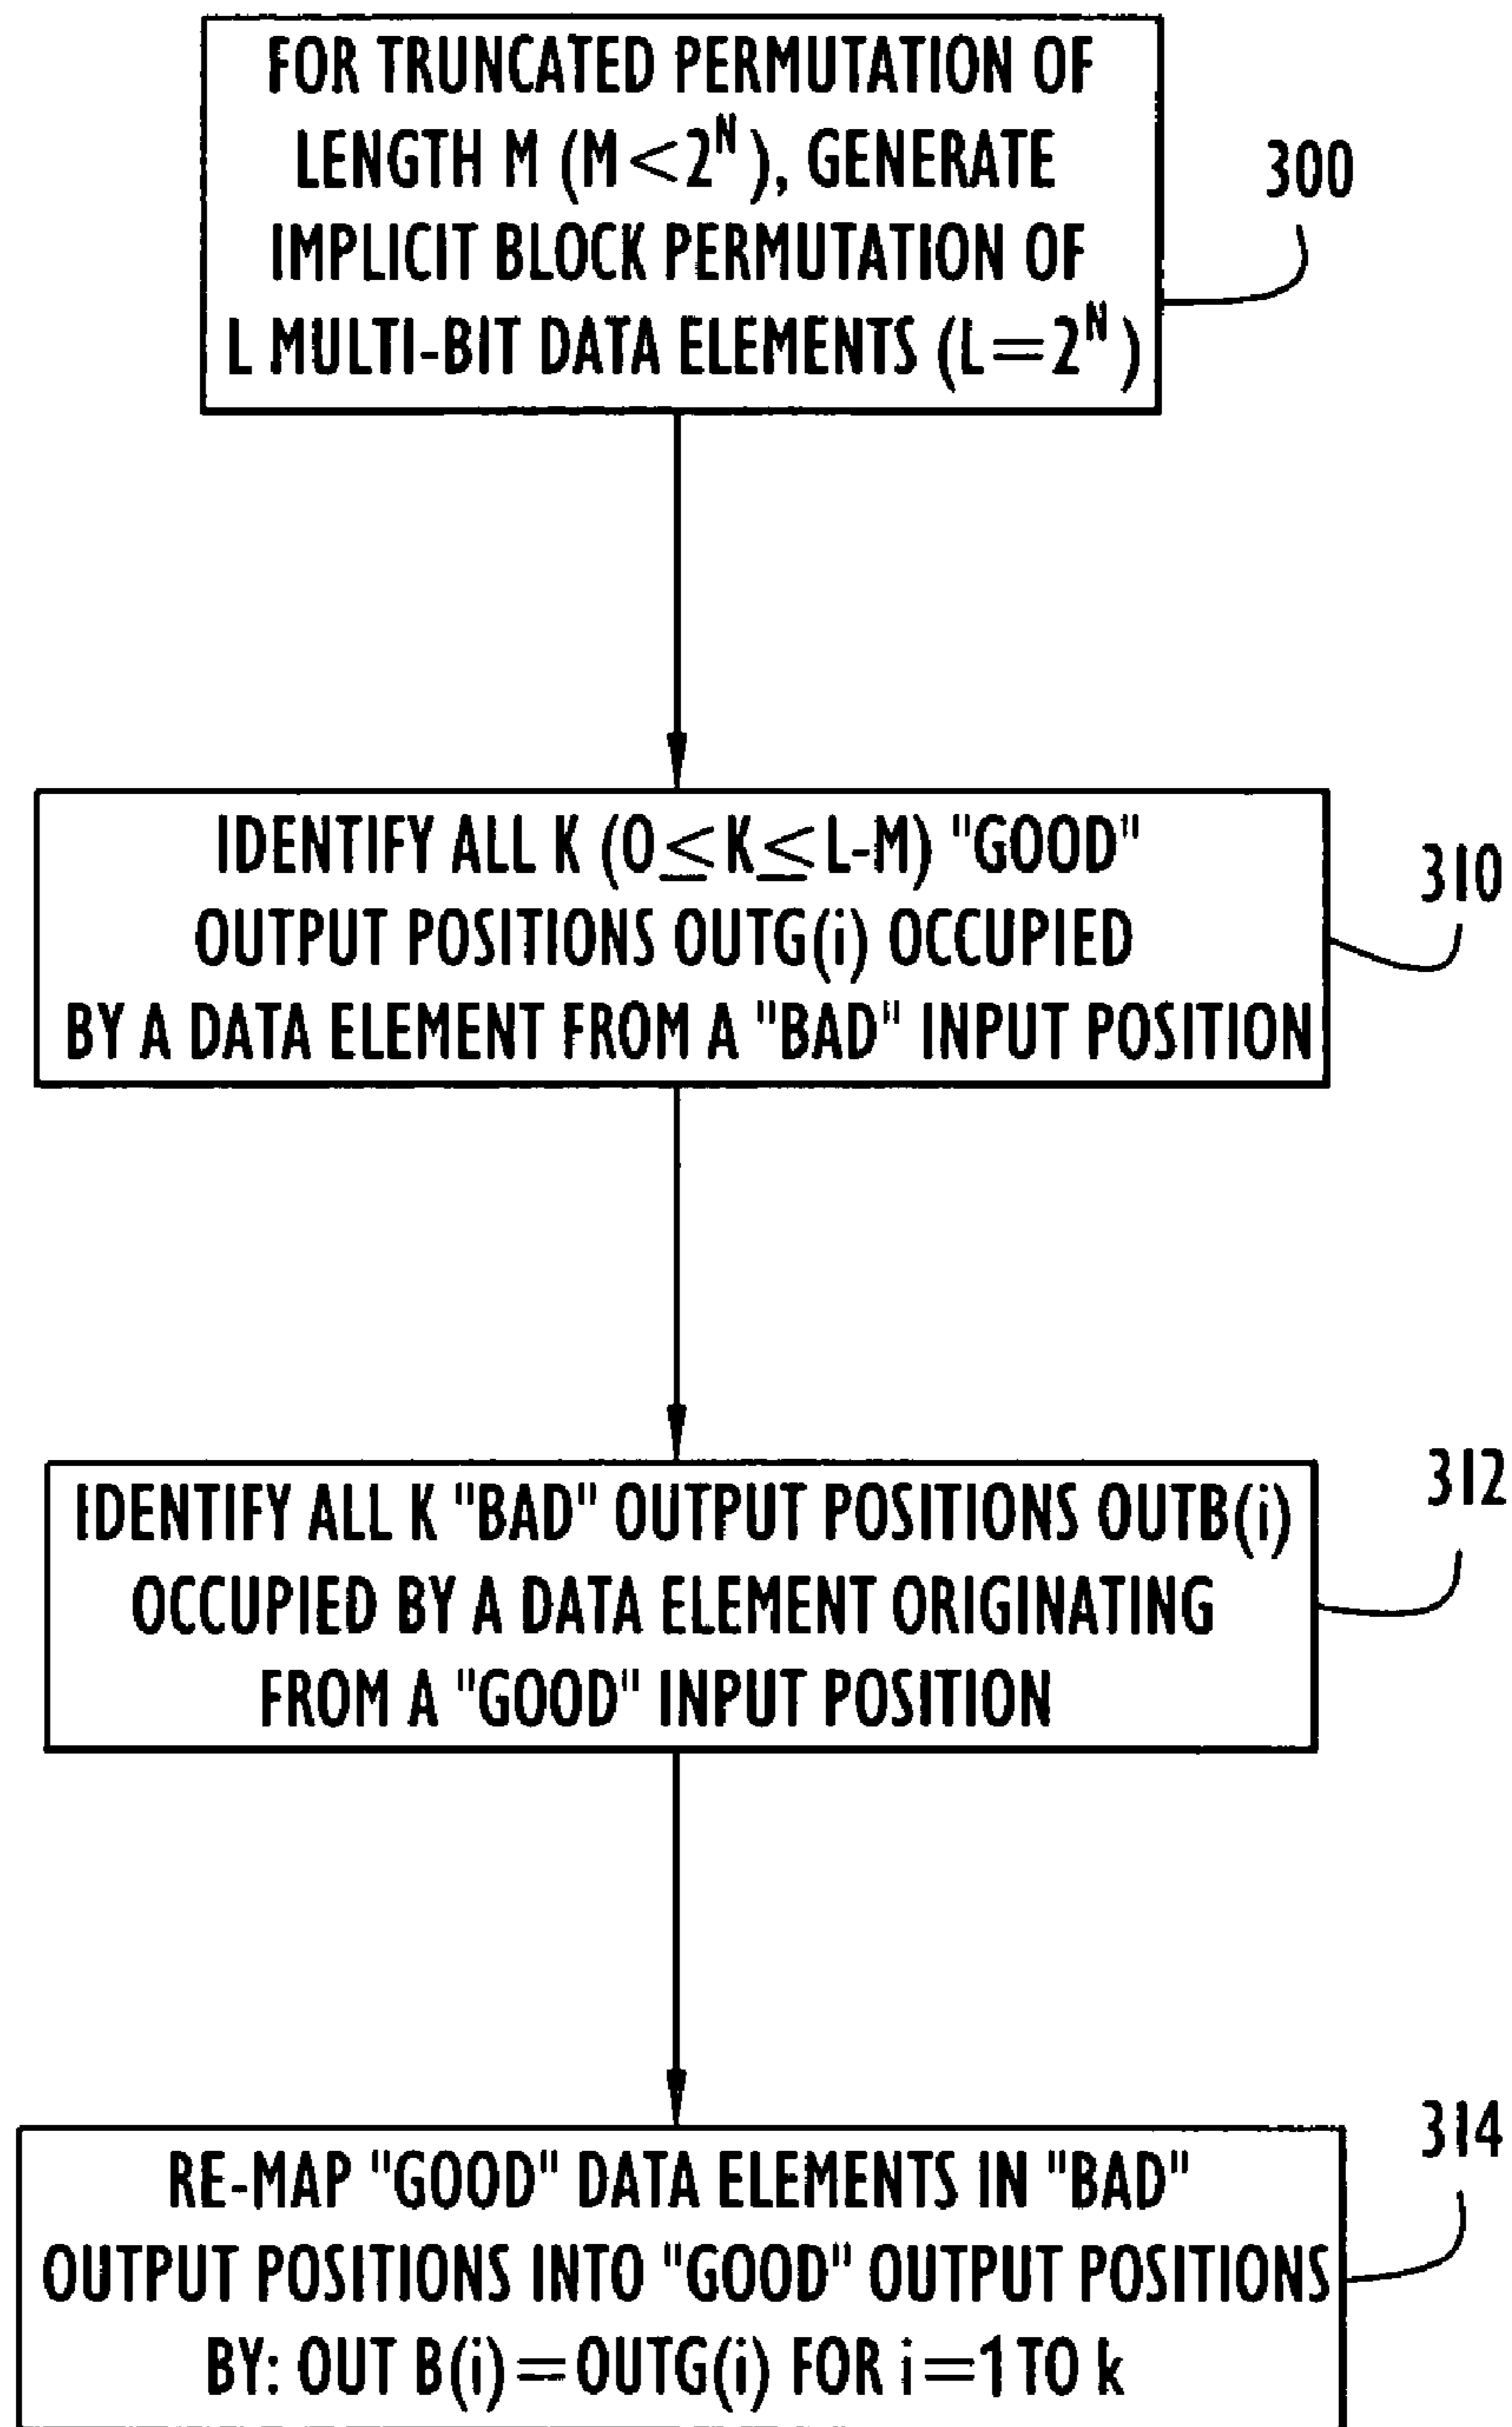 FOR TRUNCATED PERMUTATION OF
LENGTH M (M<2^N), GENERATE
IMPLICIT BLOCK PERMUTATION OF
L MULTI-BIT DATA ELEMENTS (L=2^N)
300
IDENTIFY ALL K (O≤K≤L-M) "GOOD"
OUTPUT POSITIONS OUTG(i) OCCUPIED
BY A DATA ELEMENT FROM A "BAD" INPUT POSITION
310
IDENTIFY ALL K "BAD" OUTPUT POSITIONS OUTB(i)
OCCUPIED BY A DATA ELEMENT ORIGINATING
FROM A "GOOD" INPUT POSITION
312
RE-MAP "GOOD" DATA ELEMENTS IN "BAD"
OUTPUT POSITIONS INTO "GOOD" OUTPUT POSITIONS
BY: OUT B(i)=OUTG(i) FOR i=1 TO k
314